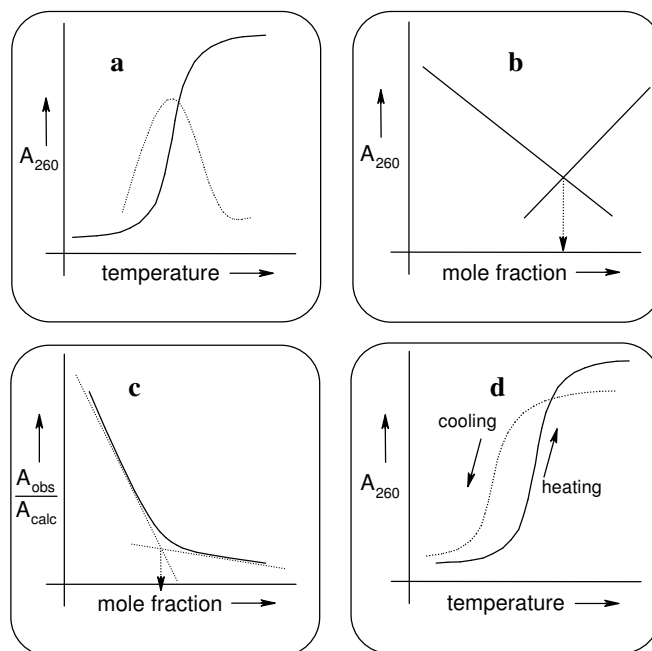 a
A260
temperature
b
A260
mole fraction
c
Aobs
Acalc
mole fraction
d
cooling
heating
A260
temperature